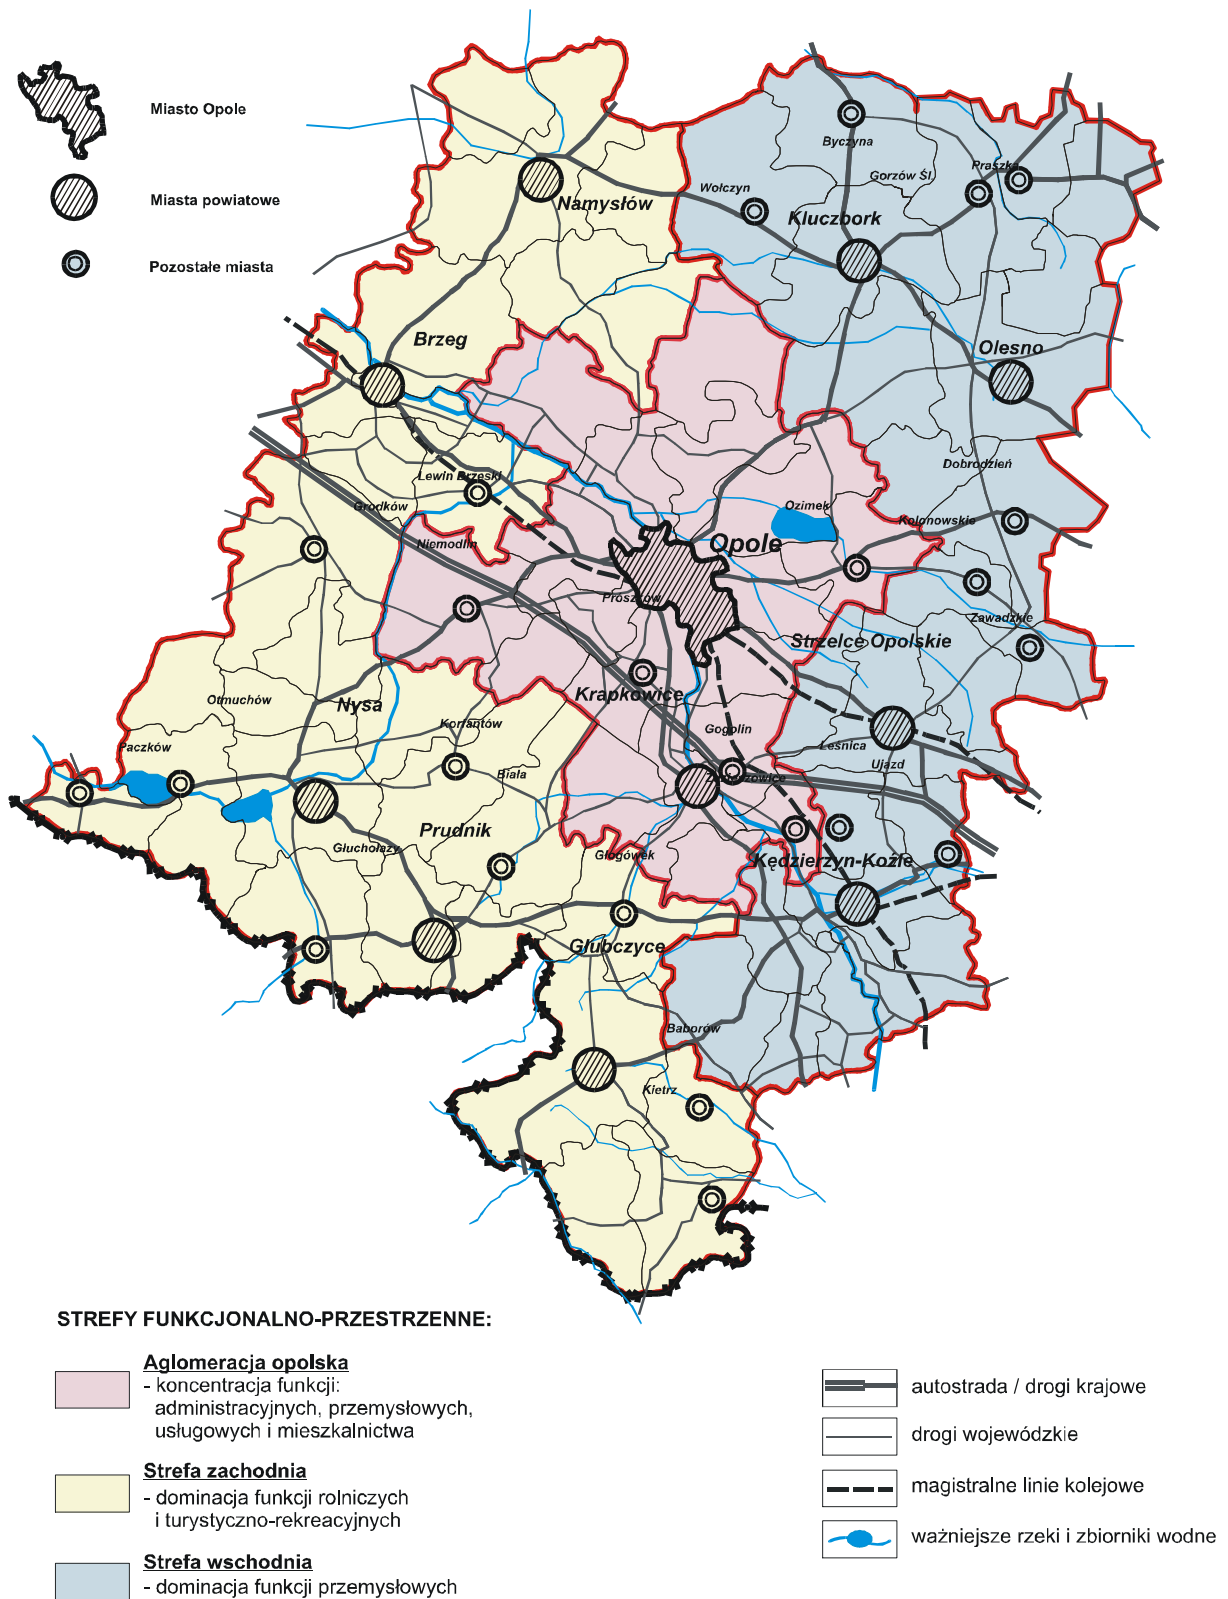 Miasto Opole
Miasta powiatowe
Pozostałe miasta
Byczyna
Praszka
Gorzów Śl.
Wołczyn
Namysłów
Kluczbork
Brzeg
Olesno
Dobrodzień
Lewin Brzeski
Grodków
Ozimek
Kolonowskie
Niemodlin
Opole
Prószków
Zawadzkie
Strzelce Opolskie
Otmuchów
Nysa
Krapkowice
Korfantów
Gogolin
Paczków
Leśnica
Ujazd
Biała
Zdzieszowice
Prudnik
Głuchołazy
Głogówek
Kędzierzyn-Koźle
Głubczyce
Baborów
Kietrz
STREFY FUNKCJONALNO-PRZESTRZENNE:
Aglomeracja opolska
- koncentracja funkcji:
administracyjnych, przemysłowych,
usługowych i mieszkalnictwa
Strefa zachodnia
- dominacja funkcji rolniczych
i turystyczno-rekreacyjnych
Strefa wschodnia
- dominacja funkcji przemysłowych
autostrada / drogi krajowe
drogi wojewódzkie
magistralne linie kolejowe
ważniejsze rzeki i zbiorniki wodne